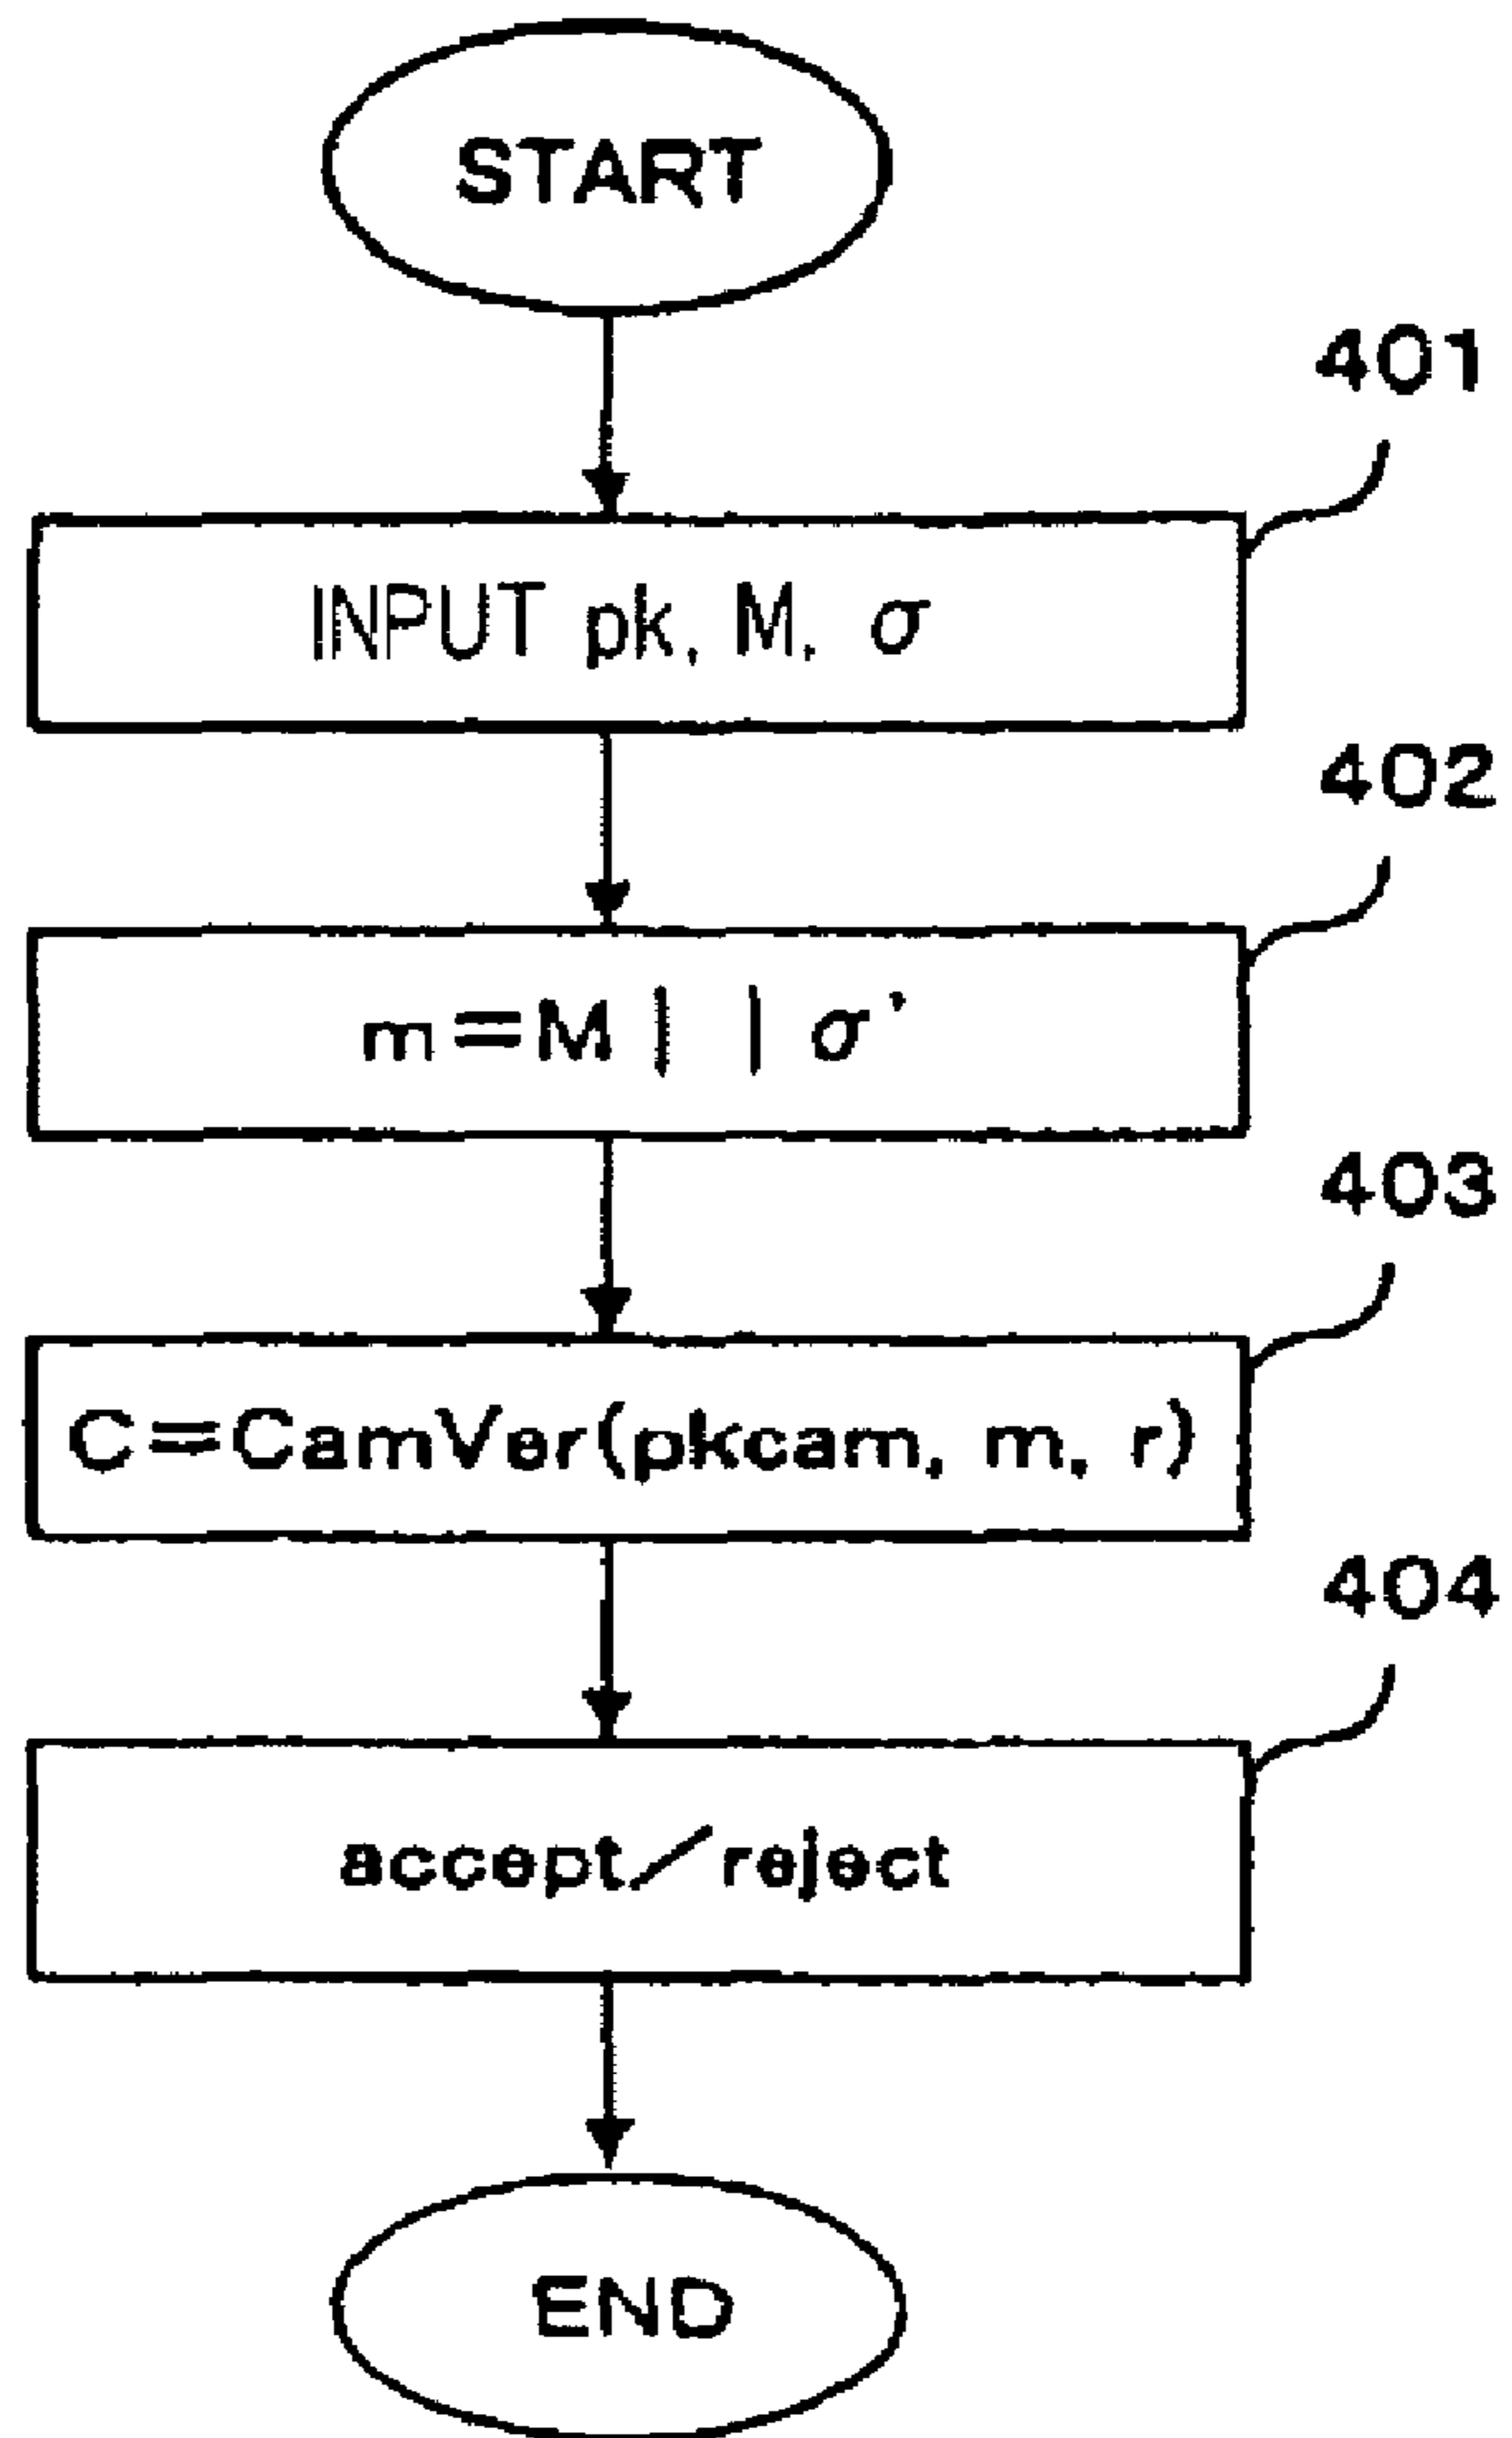 START
401
INPUT pk, M, σ
402
m=M||σ'
403
C=CamVer(pkcam, m, r)
404
accept/reject
END